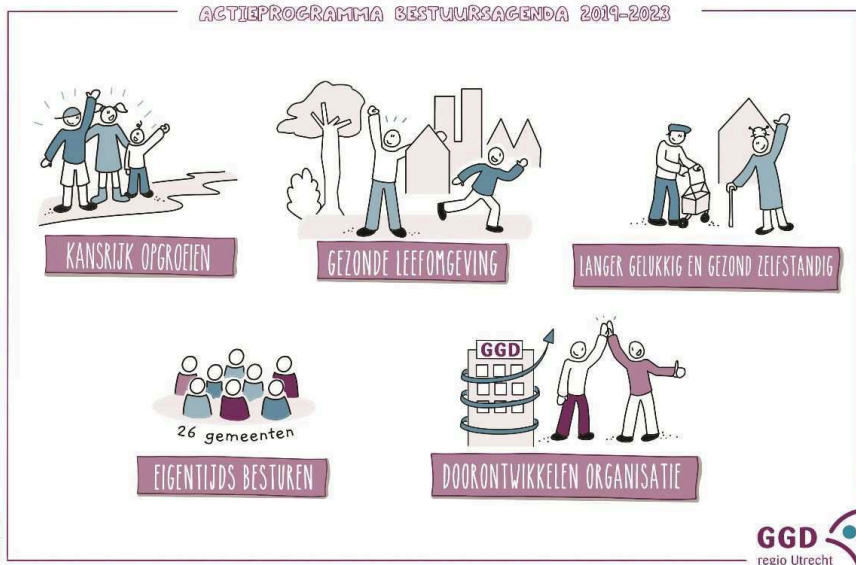 ACTIEPROGRAMMA BESTUURSAGENDA 2019-2023
KANSRIJK OPGROEIEN
GEZONDE LEEFOMGEVING
LANGER GELUKKIG EN GEZOND ZELFSTANDIG
GGD
26 gemeenten
EIGENTIJDS BESTUREN
DOORONTWIKKELEN ORGANISATIE
GGD
regio Utrecht